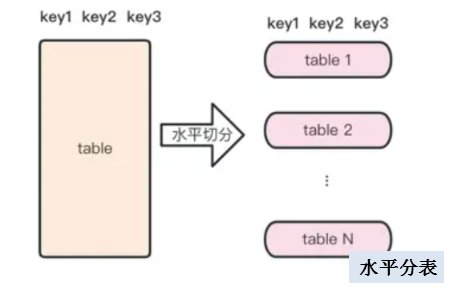 key1 key2 key3
table
水平切分
key1 key2 key3
table 1
table 2
⋮
table N
水平分表